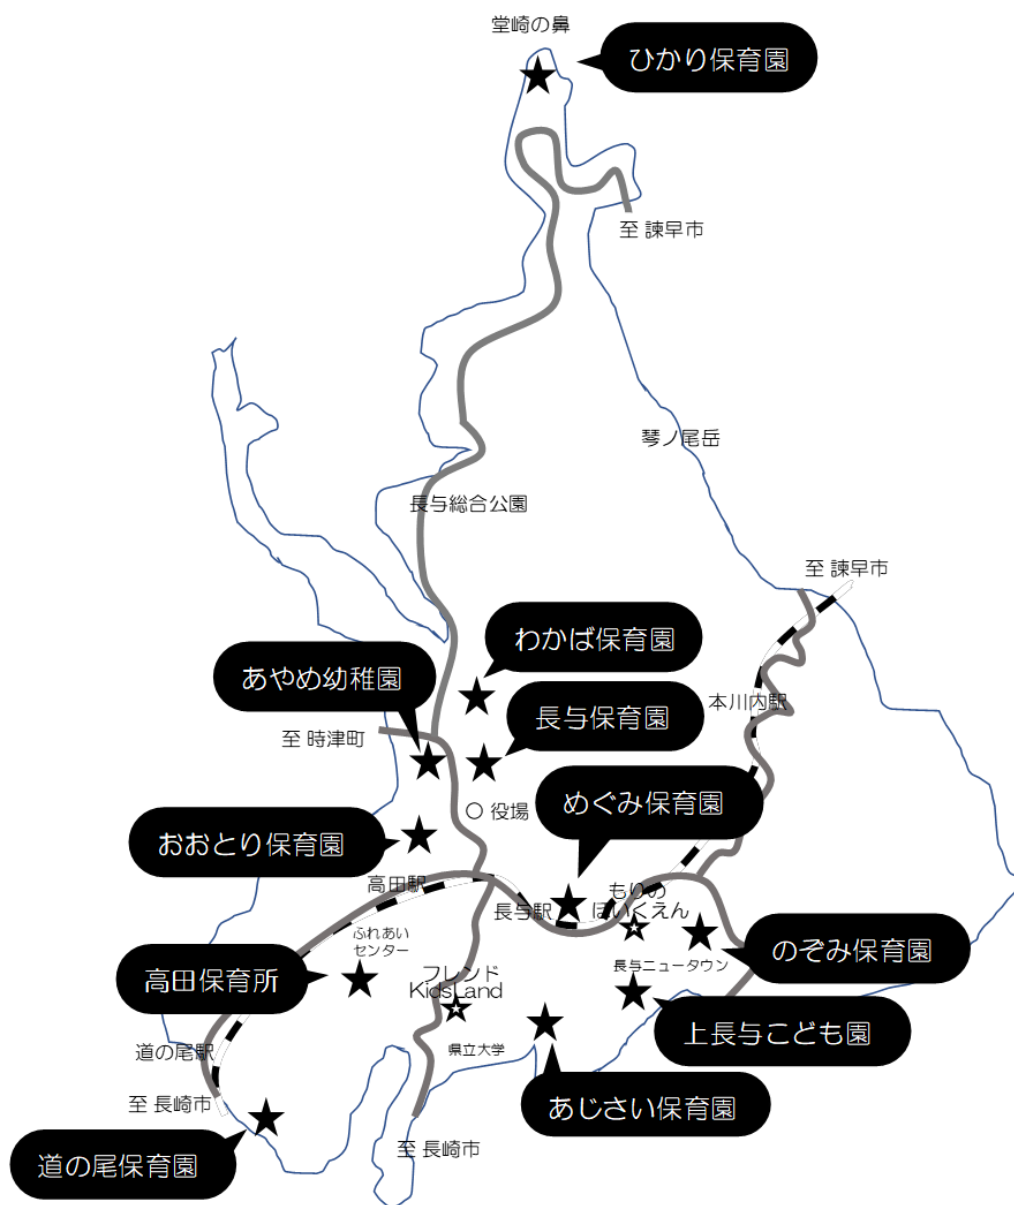 堂崎の鼻
ひかり保育園
至 諫早市
琴ノ尾岳
長与総合公園
至 諫早市
わかば保育園
あやめ幼稚園
本川内駅
長与保育園
至 時津町
めぐみ保育園
役場
おおとり保育園
高田駅
もりの
ほいくえん
長与駅
ふれあい
センター
のぞみ保育園
長与ニュータウン
高田保育所
フレンド
KidsLand
上長与こども園
道の尾駅
県立大学
至 長崎市
あじさい保育園
至 長崎市
道の尾保育園